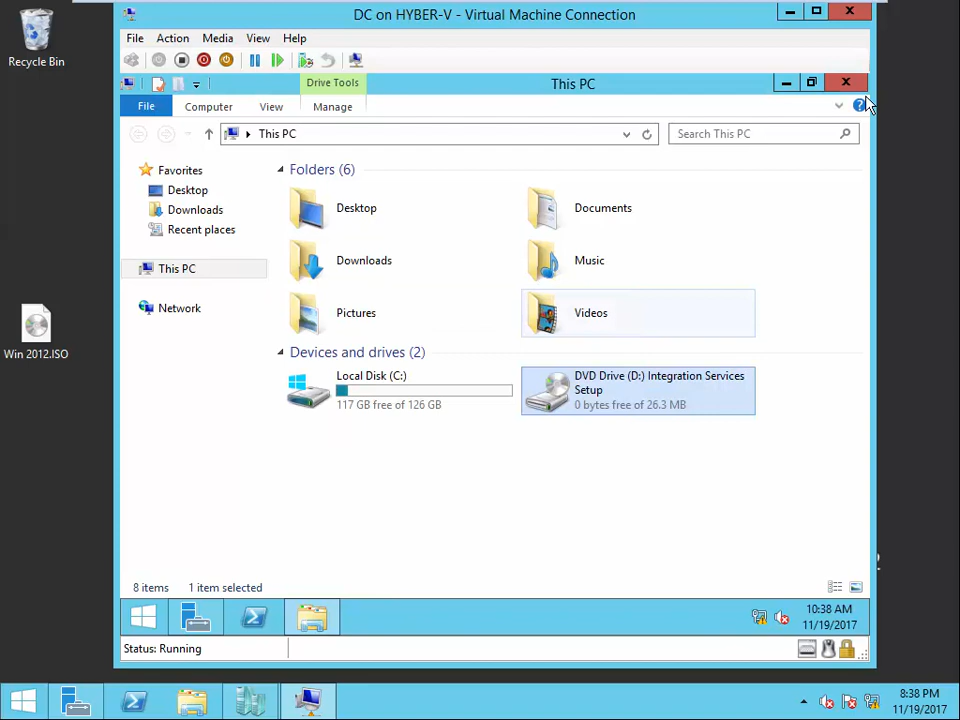 Recycle Bin
Win 2012.ISO
DC on HYBER-V - Virtual Machine Connection
File Action Media View Help
Drive Tools
This PC
File Computer View Manage
This PC
Search This PC
Favorites
Desktop
Downloads
Recent places
This PC
Network
Folders (6)
Desktop
Documents
Downloads
Music
Pictures
Videos
Devices and drives (2)
Local Disk (C:)
117 GB free of 126 GB
DVD Drive (D:) Integration Services
Setup
0 bytes free of 26.3 MB
8 items 1 item selected
10:38 AM
11/19/2017
Status: Running
8:38 PM
11/19/2017